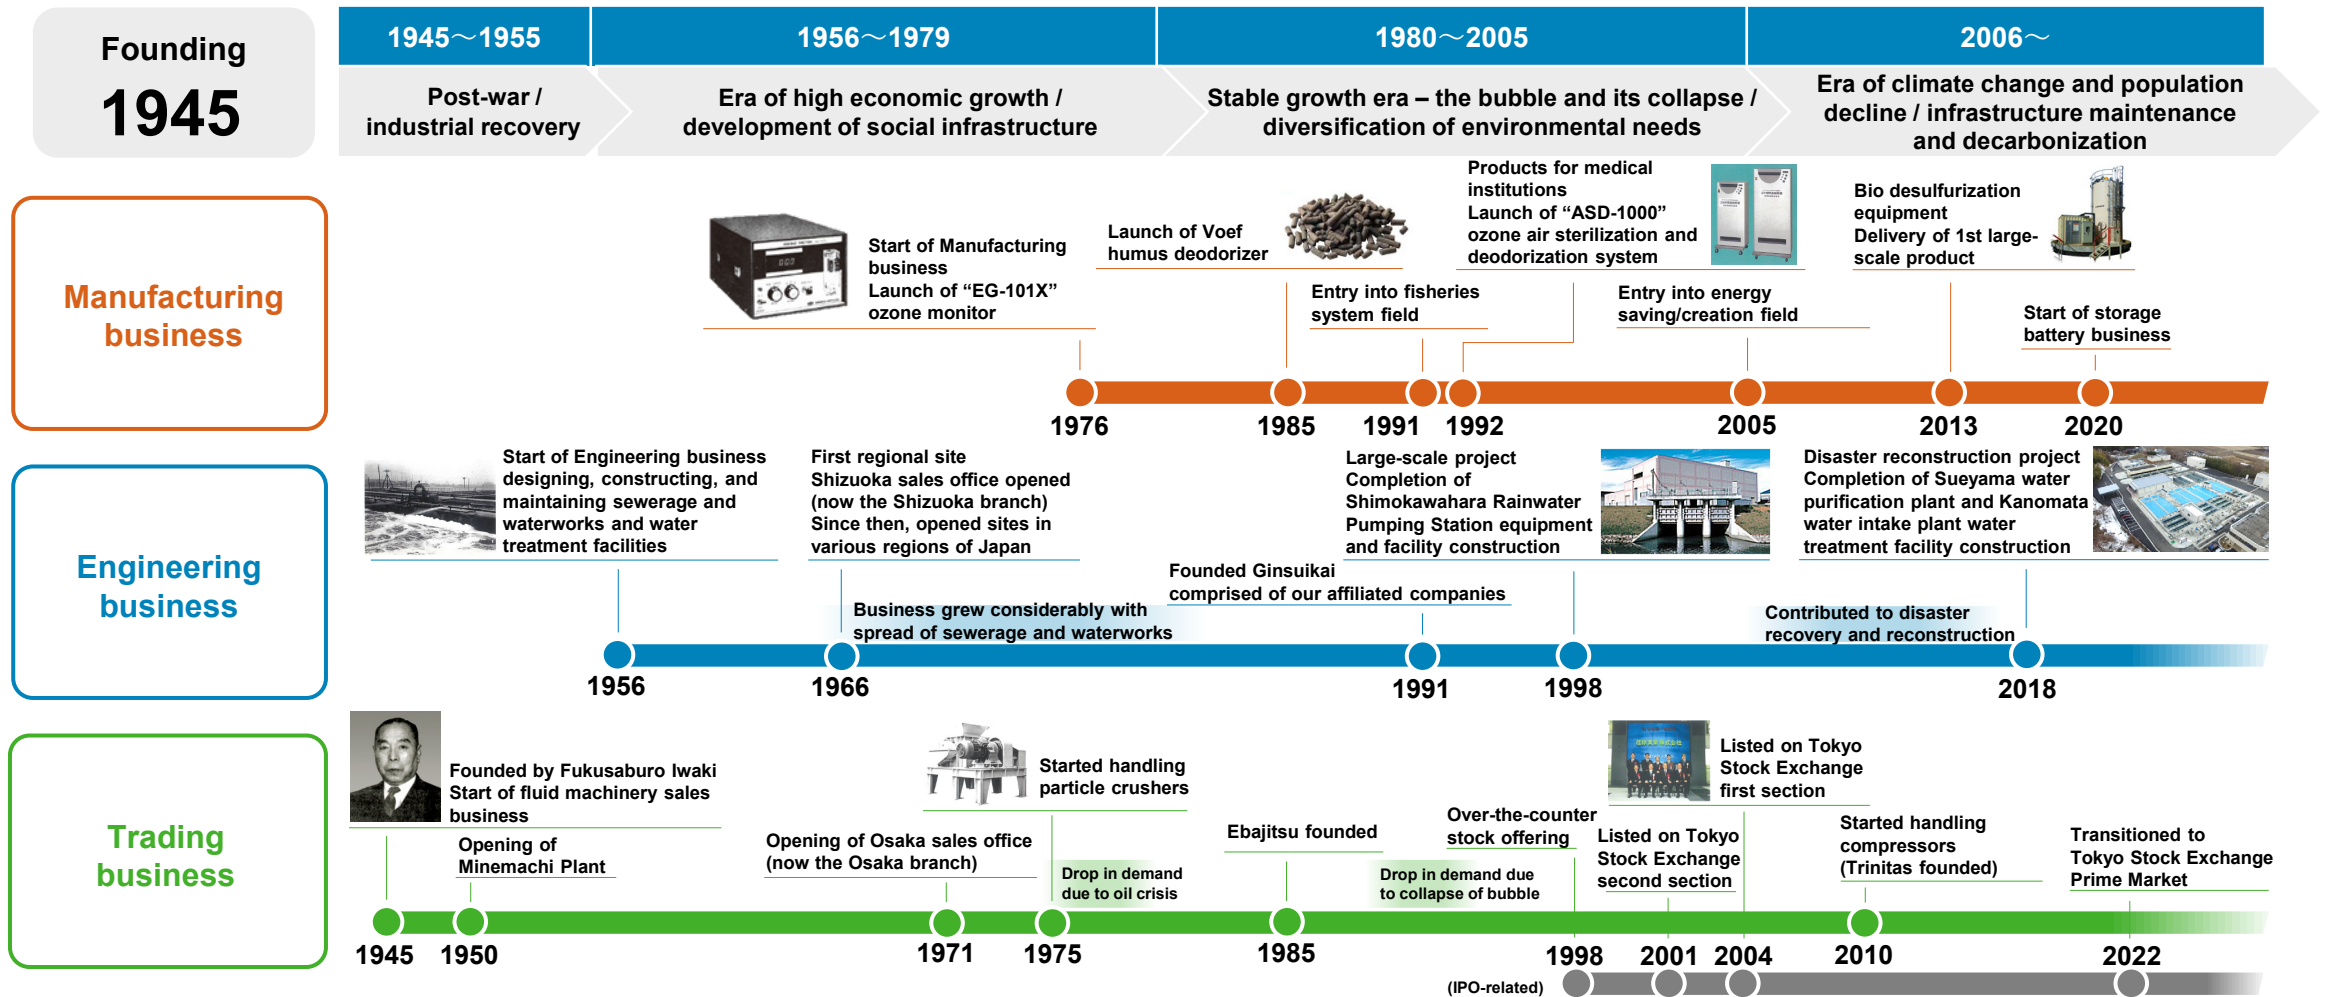 Founding
1945
1945～1955
1956～1979
1980～2005
2006～
Post-war /
industrial recovery
Era of high economic growth /
development of social infrastructure
Stable growth era – the bubble and its collapse /
diversification of environmental needs
Era of climate change and population
decline / infrastructure maintenance
and decarbonization
Manufacturing
business
Start of Manufacturing
business
Launch of “EG-101X”
ozone monitor
Launch of Voef
humus deodorizer
Entry into fisheries
system field
Products for medical
institutions
Launch of “ASD-1000”
ozone air sterilization and
deodorization system
Entry into energy
saving/creation field
Bio desulfurization
equipment
Delivery of 1st large-
scale product
Start of storage
battery business
1976
1985
1991
1992
2005
2013
2020
Engineering
business
Start of Engineering business
designing, constructing, and
maintaining sewerage and
waterworks and water
treatment facilities
First regional site
Shizuoka sales office opened
(now the Shizuoka branch)
Since then, opened sites in
various regions of Japan
Business grew considerably with
spread of sewerage and waterworks
Founded Ginsuikai
comprised of our affiliated companies
Large-scale project
Completion of
Shimokawahara Rainwater
Pumping Station equipment
and facility construction
Contributed to disaster
recovery and reconstruction
Disaster reconstruction project
Completion of Sueyama water
purification plant and Kanomata
water intake plant water
treatment facility construction
1956
1966
1991
1998
2018
Trading
business
Founded by Fukusaburo Iwaki
Start of fluid machinery sales
business
Opening of
Minemachi Plant
Opening of Osaka sales office
(now the Osaka branch)
Started handling
particle crushers
Drop in demand
due to oil crisis
Ebajitsu founded
Drop in demand due
to collapse of bubble
Over-the-counter
stock offering
Listed on Tokyo
Stock Exchange
second section
Listed on Tokyo
Stock Exchange
first section
Started handling
compressors
(Trinitas founded)
Transitioned to
Tokyo Stock Exchange
Prime Market
1945
1950
1971
1975
1985
1998
2001
2004
2010
2022
(IPO-related)